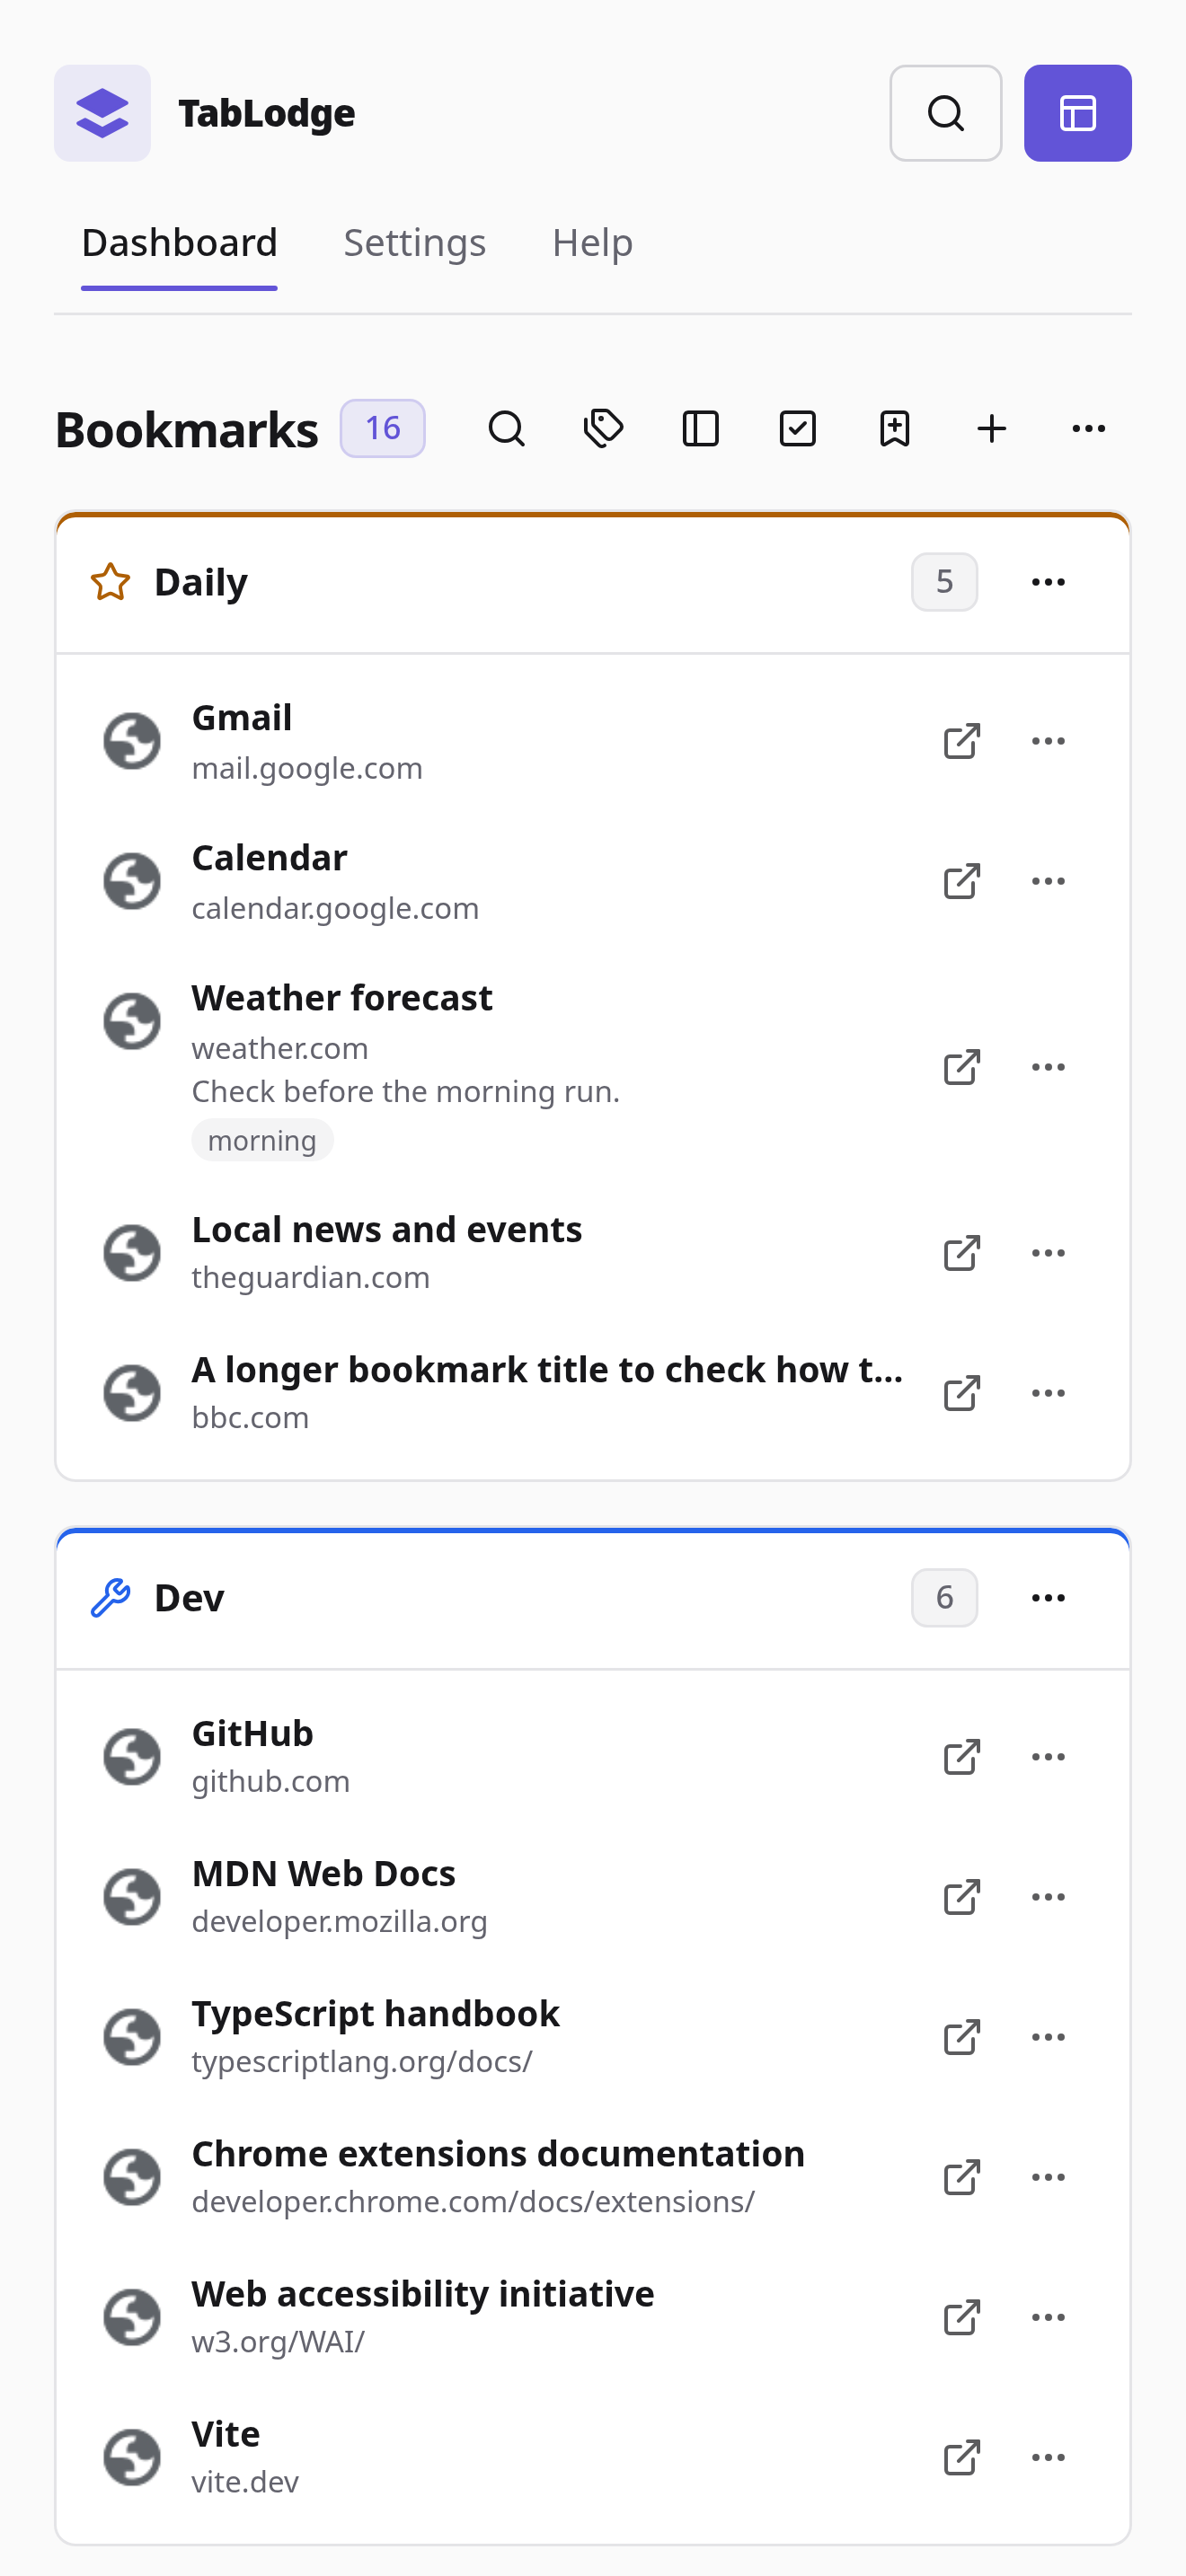 TabLodge
Dashboard Settings Help
Bookmarks 16
Daily 5
Gmail
mail.google.com
Calendar
calendar.google.com
Weather forecast
weather.com
Check before the morning run.
morning
Local news and events
theguardian.com
A longer bookmark title to check how t...
bbc.com
Dev 6
GitHub
github.com
MDN Web Docs
developer.mozilla.org
TypeScript handbook
typescriptlang.org/docs/
Chrome extensions documentation
developer.chrome.com/docs/extensions/
Web accessibility initiative
w3.org/WAI/
Vite
vite.dev